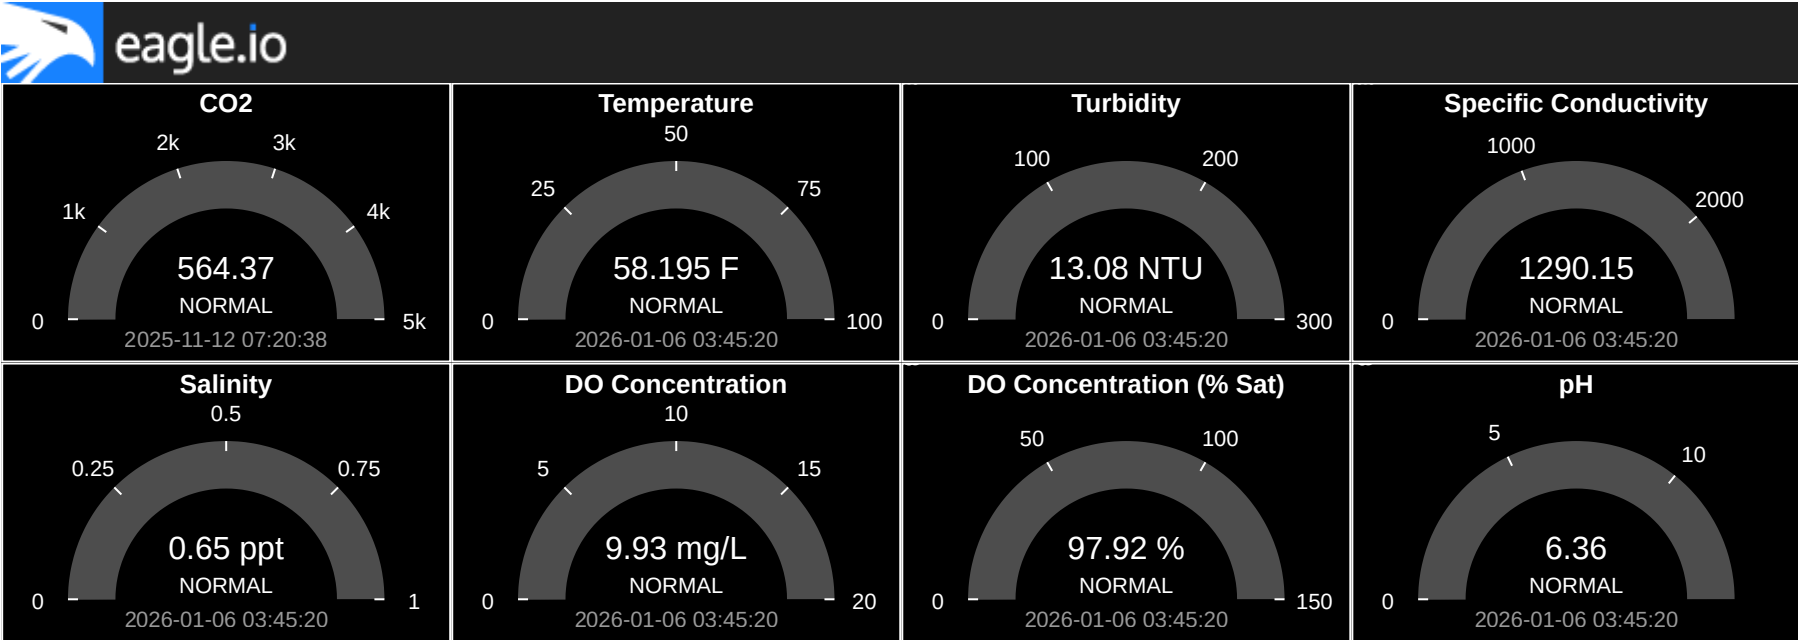 eagle.io
CO2
2k
3k
1k
4k
564.37
NORMAL
0
5k
2025-11-12 07:20:38
Temperature
50
25
75
58.195 F
NORMAL
0
100
2026-01-06 03:45:20
Turbidity
100
200
13.08 NTU
NORMAL
0
300
2026-01-06 03:45:20
Specific Conductivity
1000
2000
1290.15
NORMAL
0
2026-01-06 03:45:20
Salinity
0.5
0.25
0.75
0.65 ppt
NORMAL
0
1
2026-01-06 03:45:20
DO Concentration
10
5
15
9.93 mg/L
NORMAL
0
20
2026-01-06 03:45:20
DO Concentration (% Sat)
50
100
97.92 %
NORMAL
0
150
2026-01-06 03:45:20
pH
5
10
6.36
NORMAL
0
2026-01-06 03:45:20